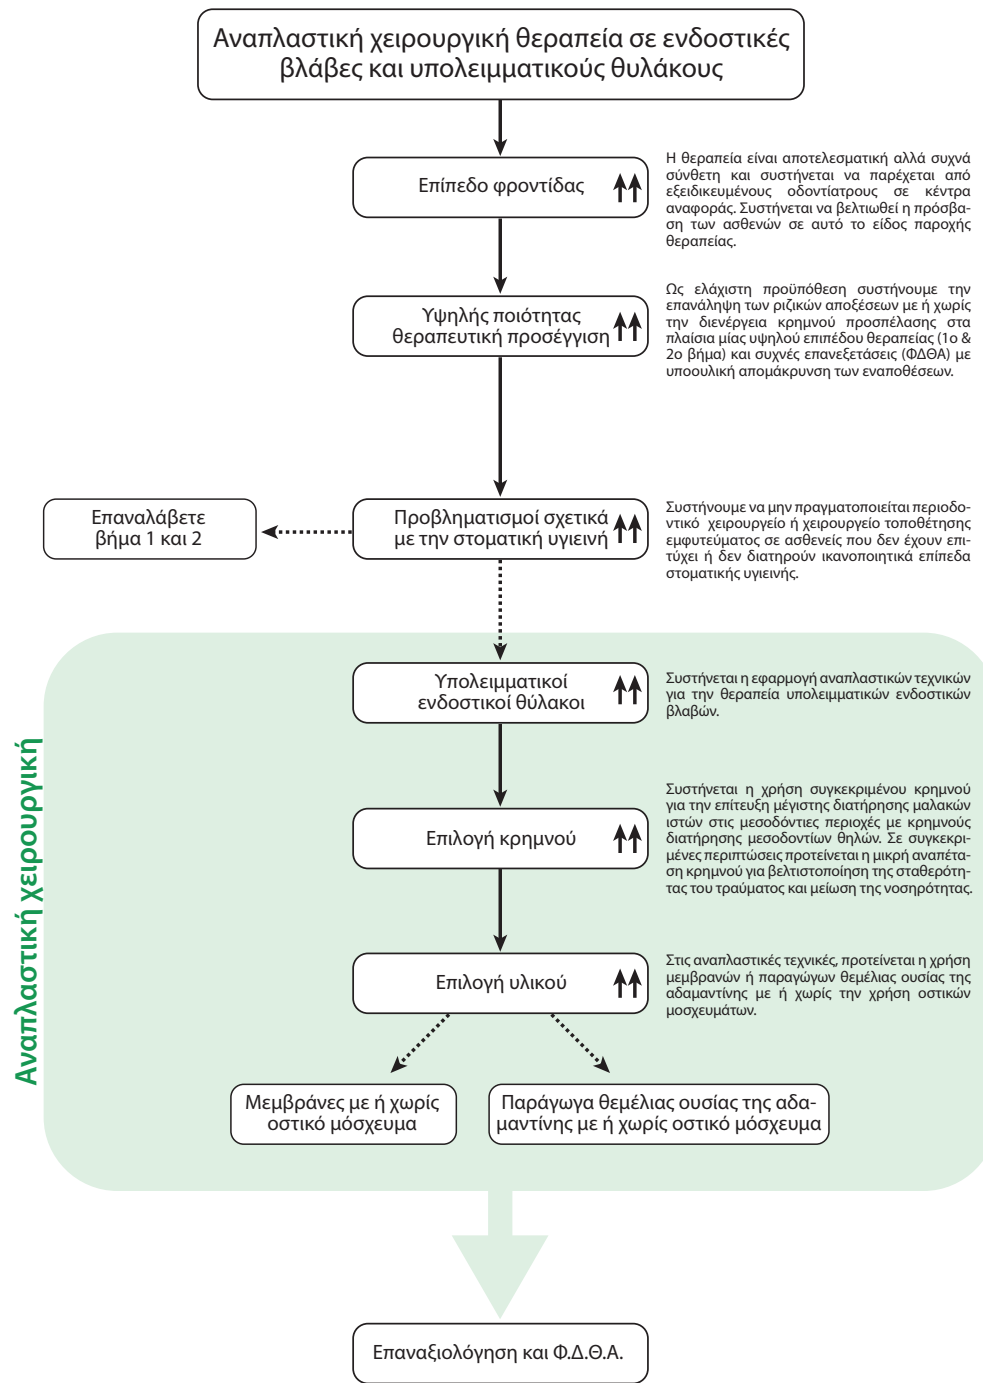 Αναπλαστική χειρουργική θεραπεία σε ενδοστικές
βλάβες και υπολειμματικούς θυλάκους
Επίπεδο φροντίδας
Η θεραπεία είναι αποτελεσματική αλλά συχνά
σύνθετη και συστήνεται να παρέχεται από
εξειδικευμένους οδοντίατρους σε κέντρα
αναφοράς. Συστήνεται να βελτιωθεί η πρόσβα-
ση των ασθενών σε αυτό το είδος παροχής
θεραπείας.
Υψηλής ποιότητας
θεραπευτική προσέγγιση
Ως ελάχιστη προϋπόθεση συστήνουμε την
επανάληψη των ριζικών αποξέσεων με ή χωρίς
την διενέργεια κρημνού προσπέλασης στα
πλαίσια μίας υψηλού επιπέδου θεραπείας (1ο &
2ο βήμα) και συχνές επανεξετάσεις (ΦΔΘΑ) με
υποουλική απομάκρυνση των εναποθέσεων.
Επαναλάβετε
βήμα 1 και 2
Προβληματισμοί σχετικά
με την στοματική υγιεινή
Συστήνουμε να μην πραγματοποιείται περιοδο-
ντικό χειρουργείο ή χειρουργείο τοποθέτησης
εμφυτεύματος σε ασθενείς που δεν έχουν επι-
τύχει ή δεν διατηρούν ικανοποιητικά επίπεδα
στοματικής υγιεινής.
Αναπλαστική χειρουργική
Υπολειμματικοί
ενδοστικοί θύλακοι
Συστήνεται η εφαρμογή αναπλαστικών τεχνικών
για την θεραπεία υπολειμματικών ενδοστικών
βλαβών.
Επιλογή κρημνού
Συστήνεται η χρήση συγκεκριμένου κρημνού
για την επίτευξη μέγιστης διατήρησης μαλακών
ιστών στις μεσοδόντιες περιοχές με κρημνούς
διατήρησης μεσοδοντίων θηλών. Σε συγκεκρι-
μένες περιπτώσεις προτείνεται η μικρή αναπέτα-
ση κρημνού για βελτιστοποίηση της σταθερότη-
τας του τραύματος και μείωση της νοσηρότητας.
Επιλογή υλικού
Στις αναπλαστικές τεχνικές, προτείνεται η χρήση
μεμβρανών ή παραγώγων θεμέλιας ουσίας της
αδαμαντίνης με ή χωρίς την χρήση οστικών
μοσχευμάτων.
Μεμβράνες με ή χωρίς
οστικό μόσχευμα
Παράγωγα θεμέλιας ουσίας της αδα-
μαντίνης με ή χωρίς οστικό μόσχευμα
Επαναξιολόγηση και Φ.Δ.Θ.Α.